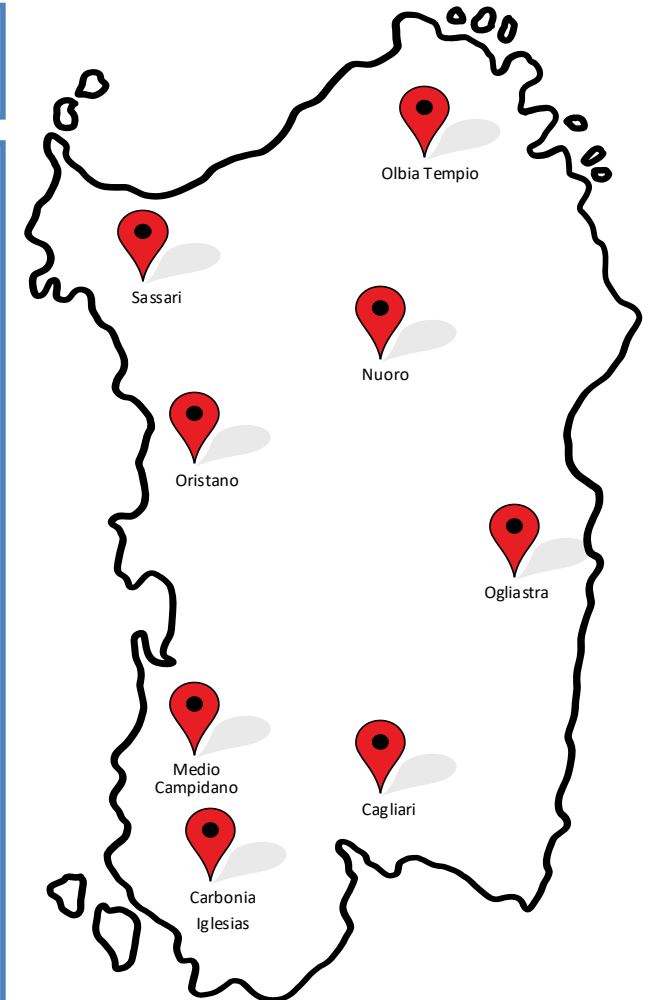 Olbia Tempio
Sassari
Nuoro
Oristano
Ogliastra
Medio
Campidano
Cagliari
Carbonia
Iglesias